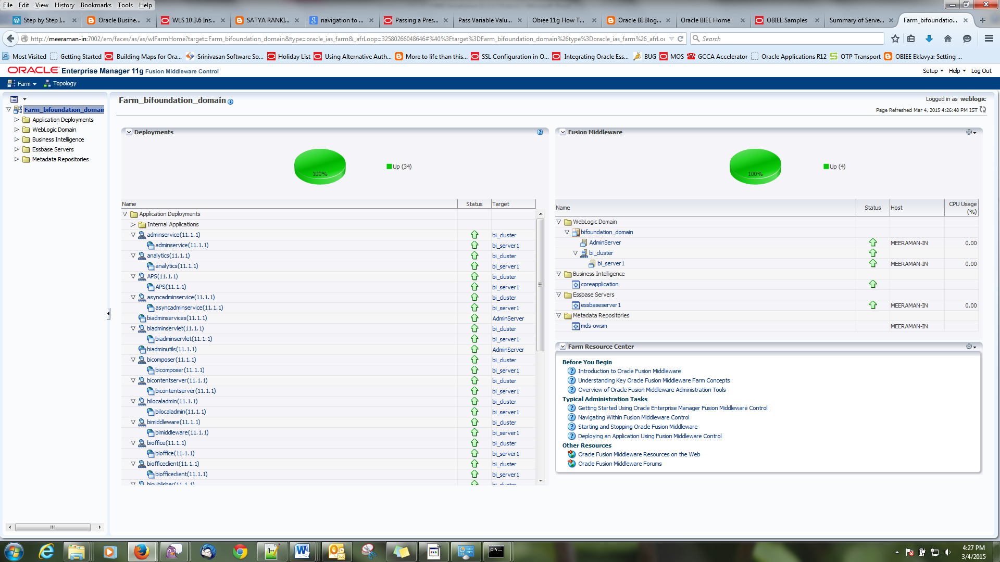 File Edit View History Bookmarks Tools Help
Step by Step I... Oracle Busine... WLS 10.3.6 Ins... SATYA RANKI... navigation to ... Passing a Pres... Pass Variable Valu... Obiee 11g How T... Oracle BI Blog... Oracle BIEE Home OBIEE Samples Summary of Serve... Farm_bifoundatio...
http://meeraman-in:7002/em/faces/as/as/wlFarmHome?target=Farm_bifoundation_domain&type=oracle_ias_farm&_afrLoop=32580266048646#%40%3Ftarget%3DFarm_bifoundation_domain%26type%3Doracle_ias_farm%26_afrLoc Search
Most Visited Getting Started Building Maps for Ora... Srinivasan Software So... Holiday List Using Alternative Auth... More to life than this... SSL Configuration in O... Integrating Oracle Ess... BUG MOS GCCA Accelerator Oracle Applications R12 OTP Transport OBIEE Eklavya: Setting ...
ORACLE Enterprise Manager 11g Fusion Middleware Control
Setup Help Log Out
Farm Topology
Farm_bifoundation_domain
Application Deployments
WebLogic Domain
Business Intelligence
Essbase Servers
Metadata Repositories
Farm_bifoundation_domain
Logged in as weblogic
Page Refreshed Mar 4, 2015 4:26:48 PM IST
Deployments
100%
Up (34)
Name Status Target
Application Deployments
Internal Applications
adminservice(11.1.1) bi_cluster
adminservice(11.1.1) bi_server1
analytics(11.1.1) bi_cluster
analytics(11.1.1) bi_server1
APS(11.1.1) bi_cluster
APS(11.1.1) bi_server1
asyncadminservice(11.1.1) bi_cluster
asyncadminservice(11.1.1) bi_server1
biadminservices(11.1.1) AdminServer
biadminservlet(11.1.1) bi_cluster
biadminservlet(11.1.1) bi_server1
biadminutils(11.1.1) AdminServer
bicomposer(11.1.1) bi_cluster
bicomposer(11.1.1) bi_server1
bicontentserver(11.1.1) bi_cluster
bicontentserver(11.1.1) bi_server1
bilocaladmin(11.1.1) bi_cluster
bilocaladmin(11.1.1) bi_server1
bimiddleware(11.1.1) bi_cluster
bimiddleware(11.1.1) bi_server1
bioffice(11.1.1) bi_cluster
bioffice(11.1.1) bi_server1
biofficeclient(11.1.1) bi_cluster
biofficeclient(11.1.1) bi_server1
bipublisher(11.1.1) bi_cluster
Fusion Middleware
100%
Up (4)
Name Status Host CPU Usage (%)
WebLogic Domain
bifoundation_domain
AdminServer MEERAMAN-IN 0.00
bi_cluster
bi_server1 MEERAMAN-IN 0.00
Business Intelligence
coreapplication
Essbase Servers
essbaseserver1 MEERAMAN-IN 0.00
Metadata Repositories
mds-owsm MEERAMAN-IN
Farm Resource Center
Before You Begin
Introduction to Oracle Fusion Middleware
Understanding Key Oracle Fusion Middleware Farm Concepts
Overview of Oracle Fusion Middleware Administration Tools
Typical Administration Tasks
Getting Started Using Oracle Enterprise Manager Fusion Middleware Control
Navigating Within Fusion Middleware Control
Starting and Stopping Oracle Fusion Middleware
Deploying an Application Using Fusion Middleware Control
Other Resources
Oracle Fusion Middleware Resources on the Web
Oracle Fusion Middleware Forums
4:27 PM
3/4/2015